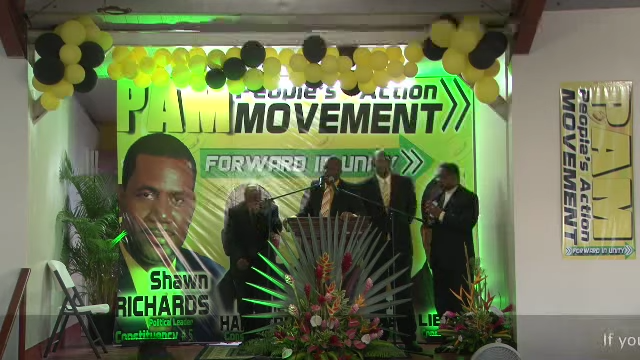 PAM People's Action
MOVEMENT
FORWARD IN UNITY
Shawn
RICHARDS
Political Leader
Constituency # 5
PAM
People's Action
MOVEMENT
FORWARD IN UNITY
If you